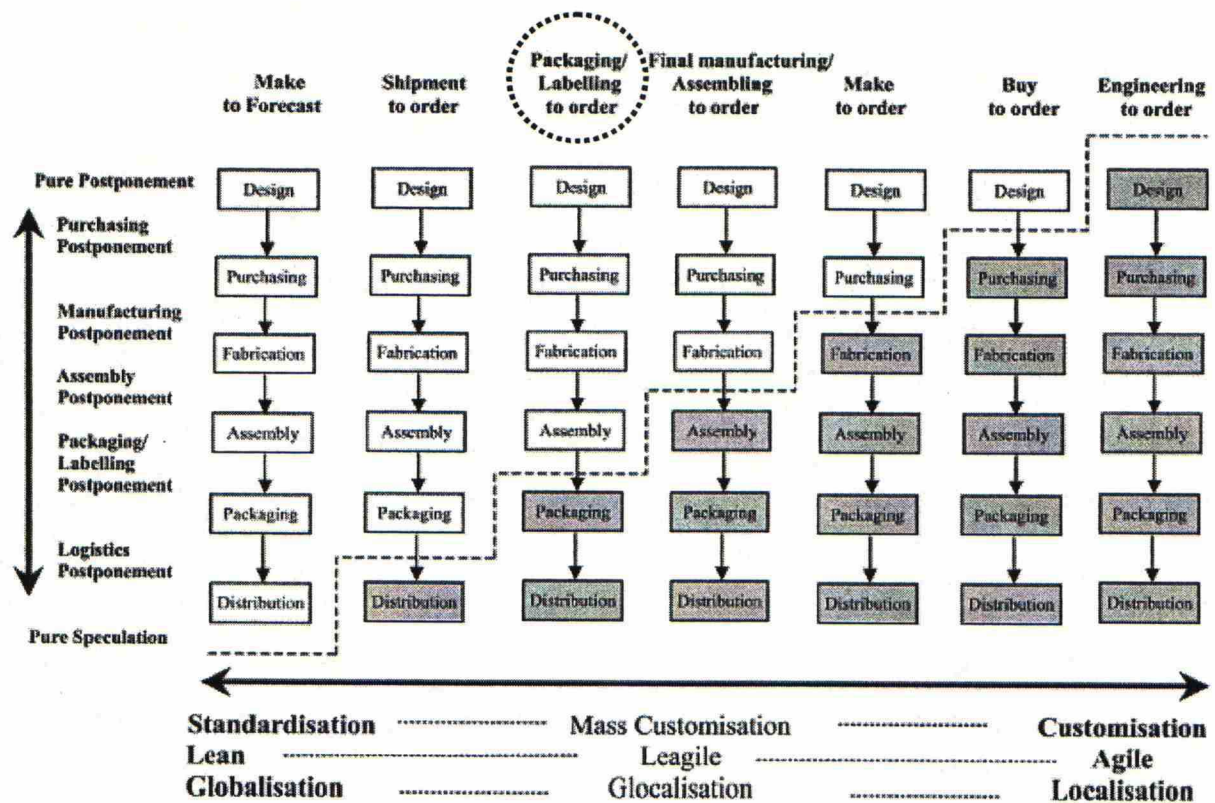 Packaging/ Final manufacturing/
Make Shipment Labelling Assembling Make Buy Engineering
to Forecast to order to order to order to order to order to order
Pure Postponement Design Design Design Design Design Design Design
Purchasing
Postponement
Purchasing Purchasing Purchasing Purchasing Purchasing Purchasing Purchasing
Manufacturing
Postponement
Fabrication Fabrication Fabrication Fabrication Fabrication Fabrication Fabrication
Assembly
Postponement
Assembly Assembly Assembly Assembly Assembly Assembly Assembly
Packaging/
Labelling
Postponement
Packaging Packaging Packaging Packaging Packaging Packaging Packaging
Logistics
Postponement
Distribution Distribution Distribution Distribution Distribution Distribution Distribution
Pure Speculation
Standardisation Mass Customisation Customisation
Lean Leagile Agile
Globalisation Glocalisation Localisation